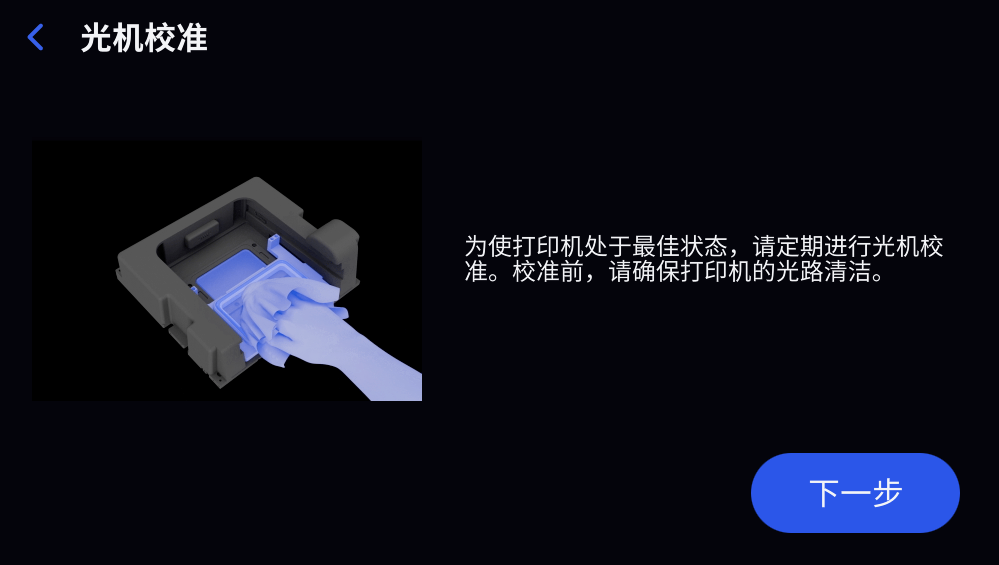 光机校准
为使打印机处于最佳状态，请定期进行光机校
准。校准前，请确保打印机的光路清洁。
下一步